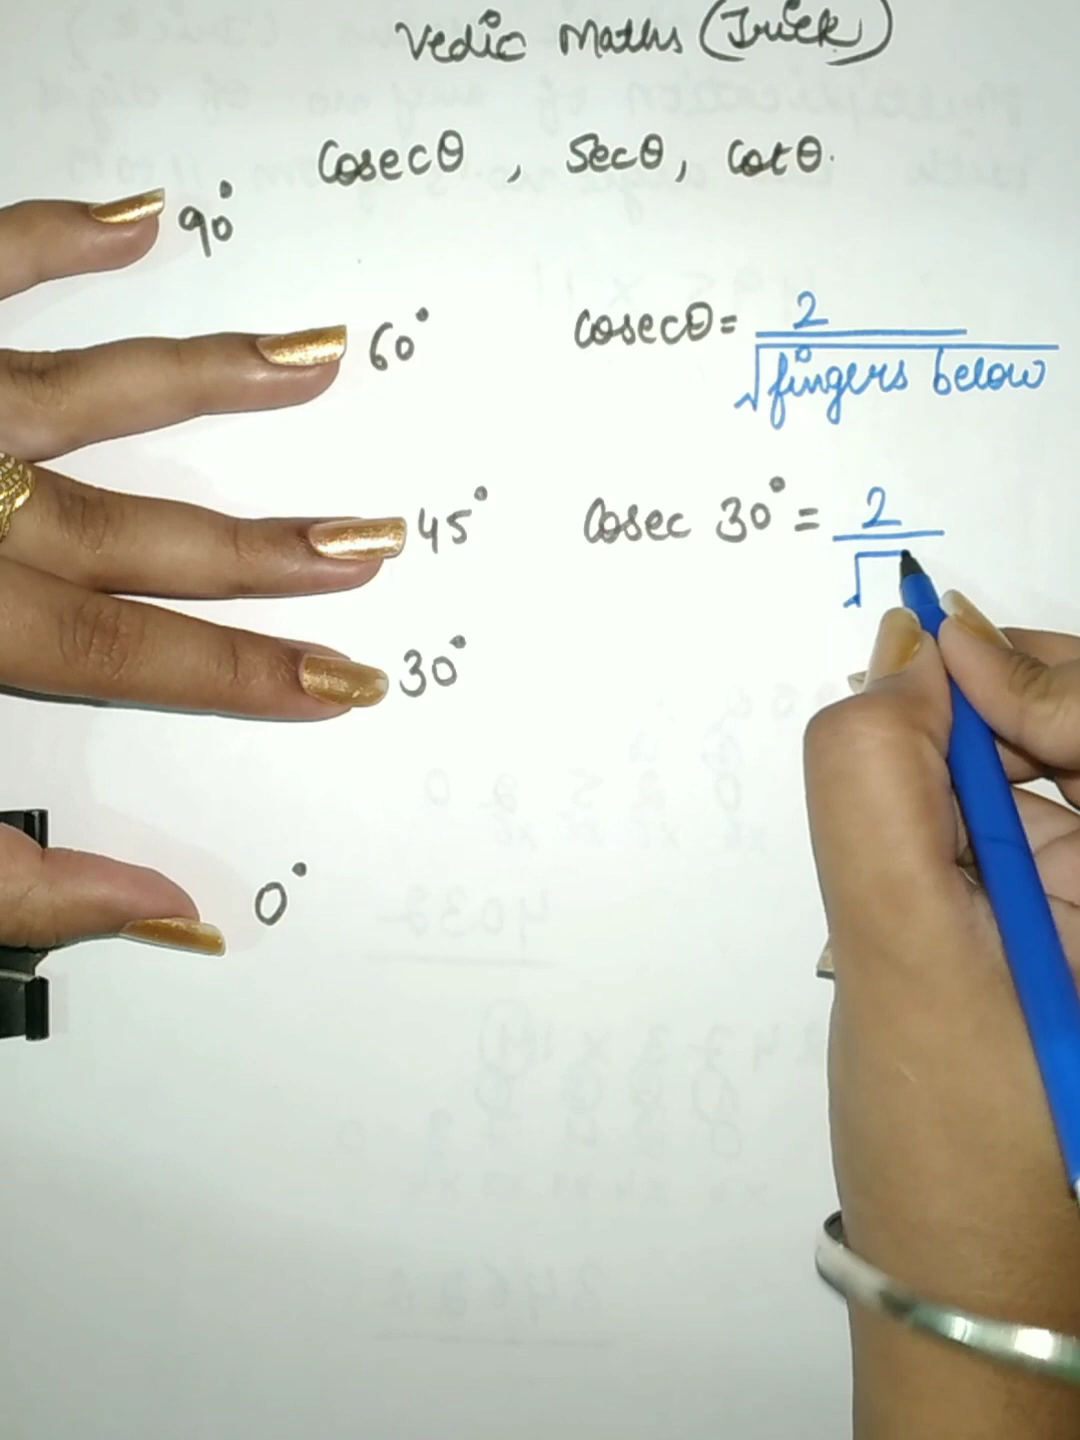 Vedic Maths (Trick)
Cosecθ , Secθ, Cotθ.
90°
60°
cosecθ = 2
√fingers below
45°
Cosec 30° = 2
√
30°
0°